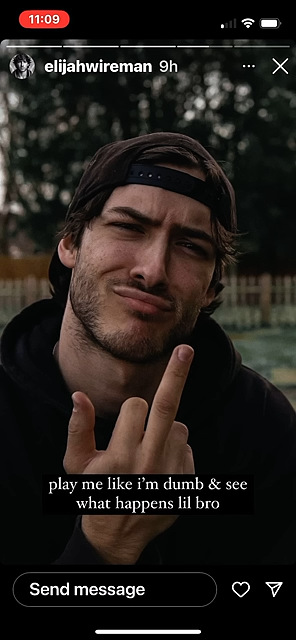 11:09
elijahwireman 9h
play me like i'm dumb & see
what happens lil bro
Send message